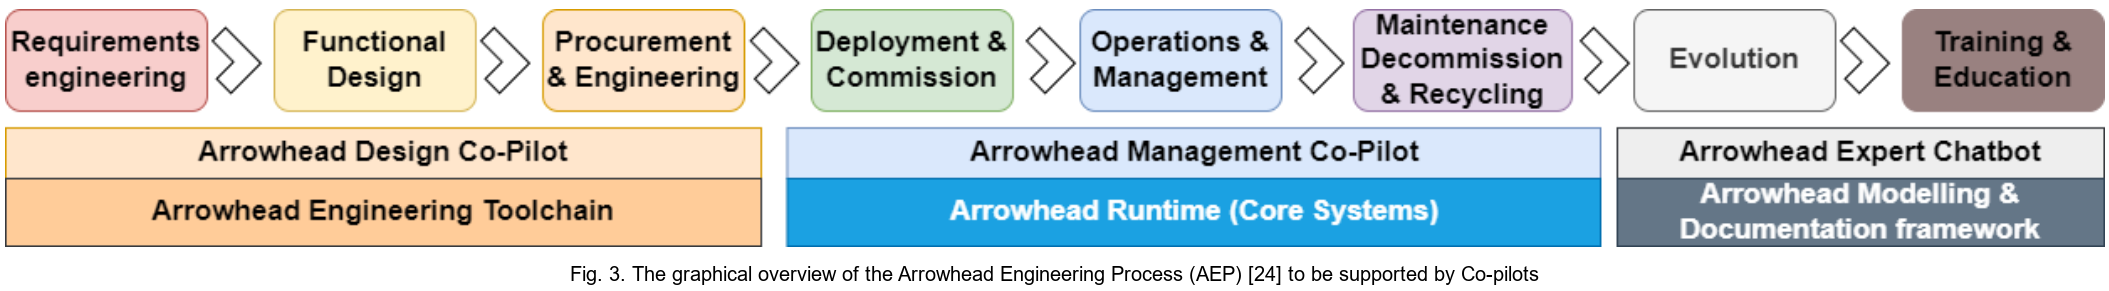 Requirements
engineering
Functional
Design
Procurement
& Engineering
Deployment &
Commission
Operations &
Management
Maintenance
Decommission
& Recycling
Evolution
Training &
Education
Arrowhead Design Co-Pilot
Arrowhead Engineering Toolchain
Arrowhead Management Co-Pilot
Arrowhead Runtime (Core Systems)
Arrowhead Expert Chatbot
Arrowhead Modelling &
Documentation framework
Fig. 3. The graphical overview of the Arrowhead Engineering Process (AEP) [24] to be supported by Co-pilots